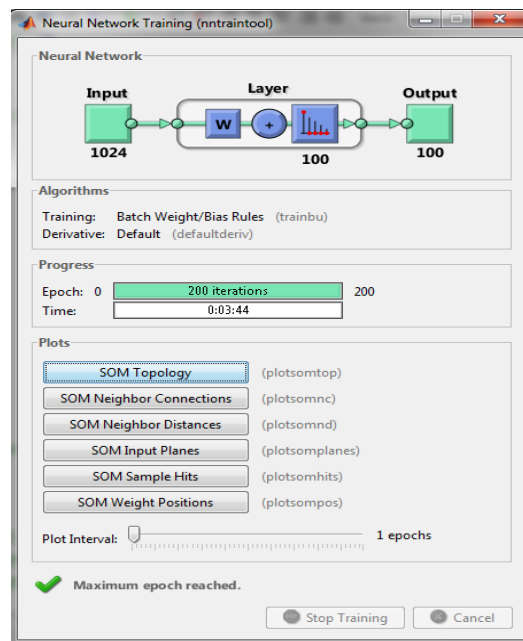 Neural Network Training (nntraintool)
Neural Network
Input Layer Output
W +
1024 100 100
Algorithms
Training: Batch Weight/Bias Rules (trainbu)
Derivative: Default (defaultderiv)
Progress
Epoch: 0 200 iterations 200
Time: 0:03:44
Plots
SOM Topology (plotsomtop)
SOM Neighbor Connections (plotsomnc)
SOM Neighbor Distances (plotsomnd)
SOM Input Planes (plotsomplanes)
SOM Sample Hits (plotsomhits)
SOM Weight Positions (plotsompos)
Plot Interval: 1 epochs
Maximum epoch reached.
Stop Training Cancel